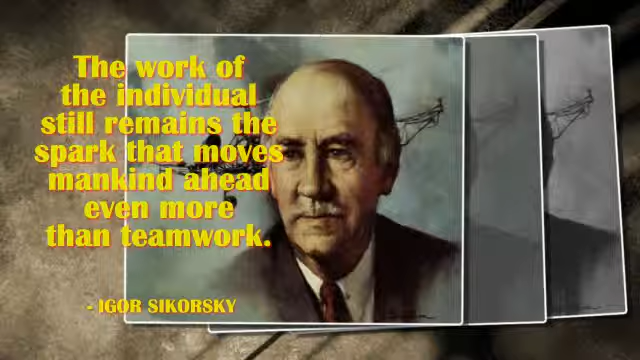 The work of
the individual
still remains the
spark that moves
mankind ahead
even more
than teamwork.
- IGOR SIKORSKY